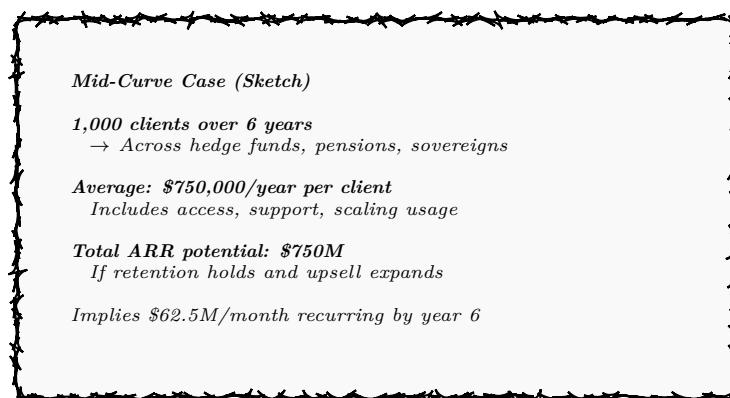 Mid-Curve Case (Sketch)
1,000 clients over 6 years
→ Across hedge funds, pensions, sovereigns
Average: $750,000/year per client
Includes access, support, scaling usage
Total ARR potential: $750M
If retention holds and upsell expands
Implies $62.5M/month recurring by year 6